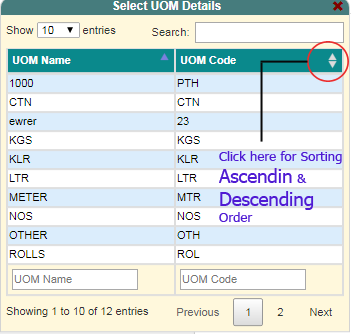 Select UOM Details
Show 10 entries Search:
UOM Name UOM Code
1000 PTH
CTN CTN
ewrer 23
KGS KGS
KLR KLR
LTR LTR
METER MTR
NOS NOS
OTHER OTH
ROLLS ROL
Click here for Sorting
Ascendin &
Descending
Order
UOM Name UOM Code
Showing 1 to 10 of 12 entries Previous 1 2 Next